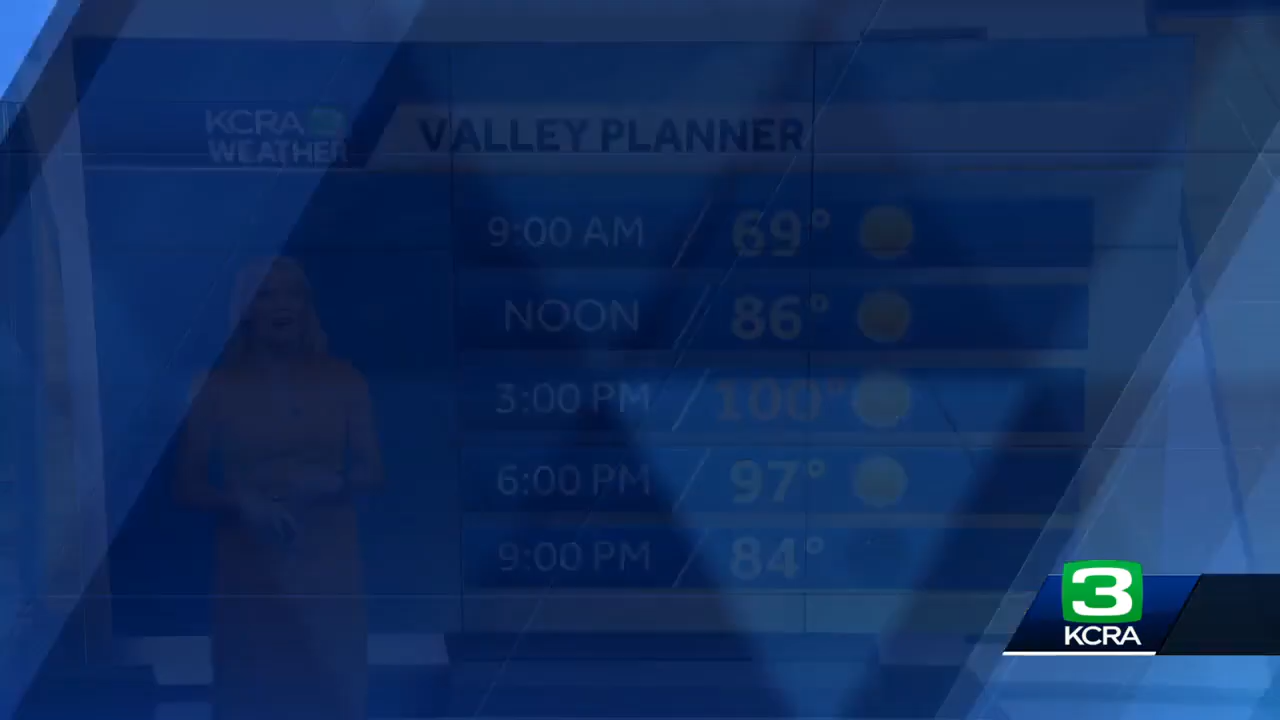 KCRA 3
WEATHER
VALLEY PLANNER
9:00 AM 69°
NOON 86°
3:00 PM 100°
6:00 PM 97°
9:00 PM 84°
3
KCRA